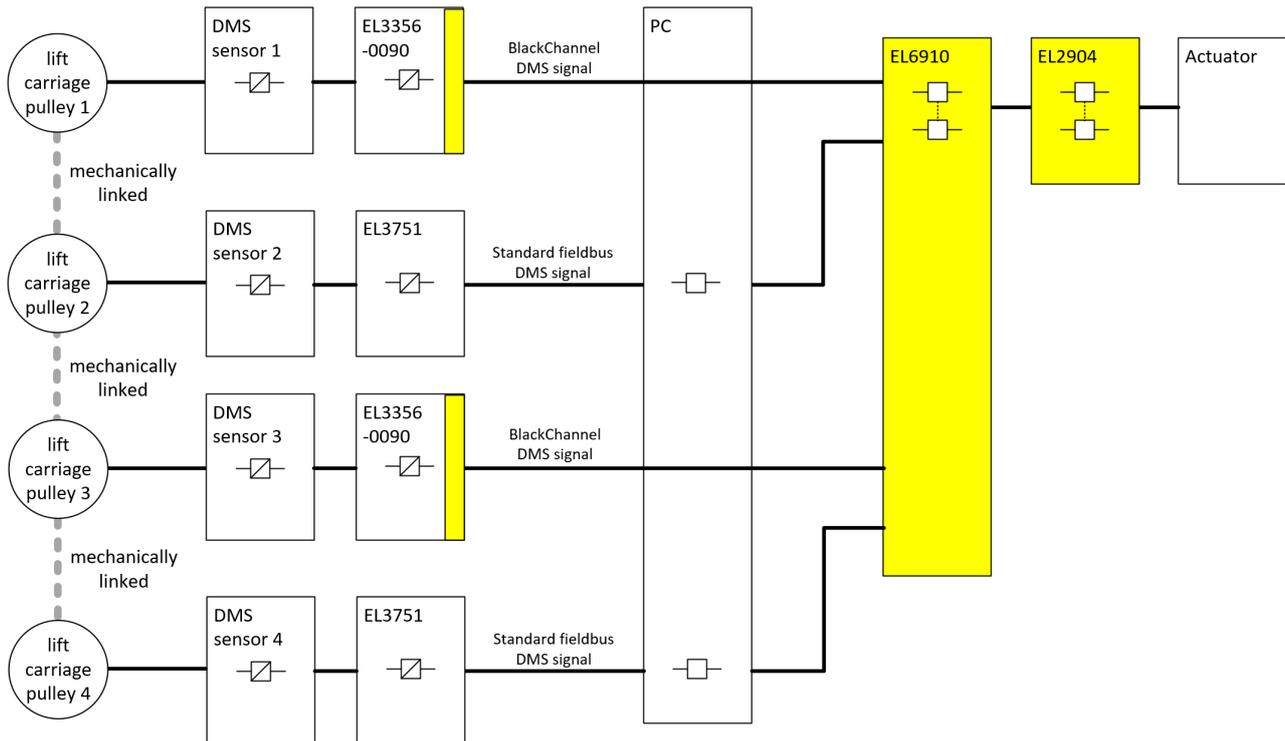 DMS
sensor 1
EL3356
-0090
PC
BlackChannel
DMS signal
EL6910
EL2904
Actuator
lift
carriage
pulley 1
mechanically
linked
DMS
sensor 2
EL3751
Standard fieldbus
DMS signal
lift
carriage
pulley 2
mechanically
linked
DMS
sensor 3
EL3356
-0090
BlackChannel
DMS signal
lift
carriage
pulley 3
mechanically
linked
DMS
sensor 4
EL3751
Standard fieldbus
DMS signal
lift
carriage
pulley 4